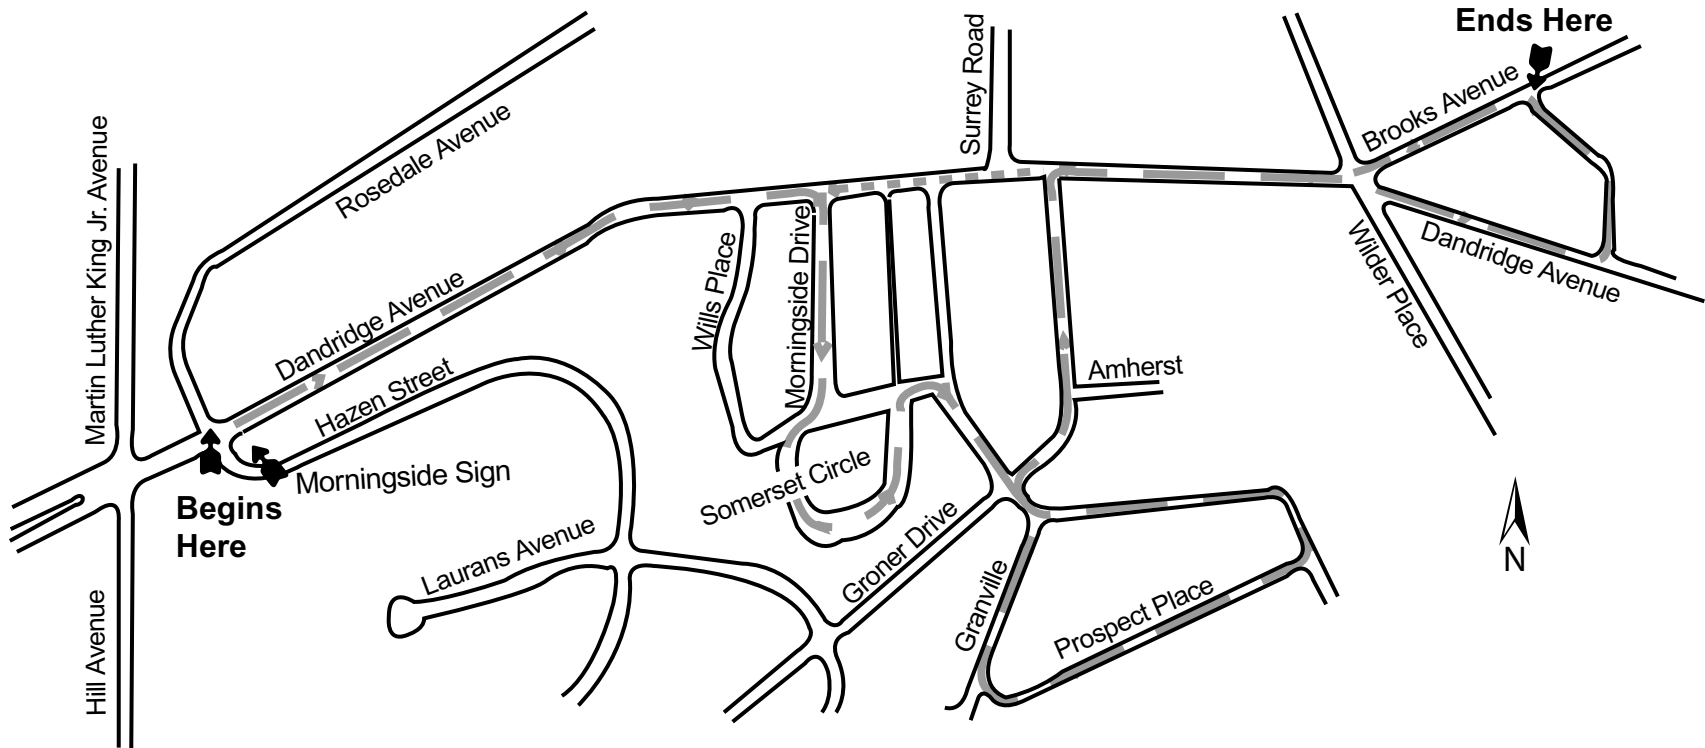 Ends Here
Surrey Road
Brooks Avenue
Rosedale Avenue
Martin Luther King Jr. Avenue
Dandridge Avenue
Wills Place
Morningside Drive
Wilder Place
Dandridge Avenue
Hazen Street
Amherst
Morningside Sign
Begins
Here
Somerset Circle
Laurans Avenue
Groner Drive
Granville
Prospect Place
Hill Avenue
N